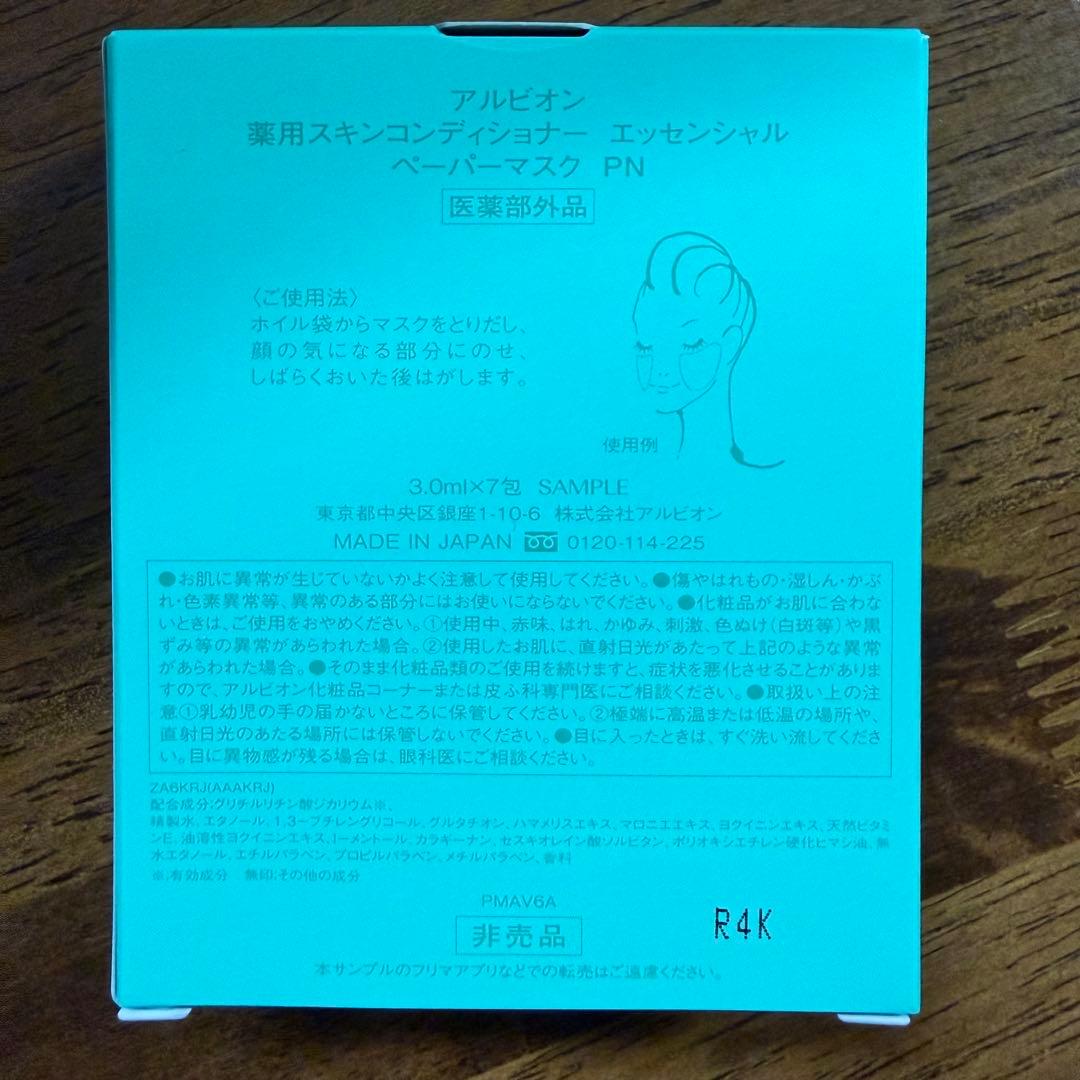 アルビオン
薬用スキンコンディショナー エッセンシャル
ペーパーマスク PN
医薬部外品
〈ご使用法〉
ホイル袋からマスクをとりだし、
顔の気になる部分にのせ、
しばらくおいた後はがします。
使用例
3.0ml×7包 SAMPLE
東京都中央区銀座1-10-6 株式会社アルビオン
MADE IN JAPAN 0120-114-225
●お肌に異常が生じていないかよく注意して使用してください。●傷やはれもの・湿しん・かぶ
れ・色素異常等、異常のある部分にはお使いにならないでください。●化粧品がお肌に合わな
いときは、ご使用をおやめください。①使用中、赤味、はれ、かゆみ、刺激、色ぬけ(白斑等)や黒
ずみ等の異常があらわれた場合。②使用したお肌に、直射日光があたって上記のような異常
があらわれた場合。●そのまま化粧品類のご使用を続けますと、症状を悪化させることがありま
すので、アルビオン化粧品コーナーまたは皮ふ科専門医にご相談ください。●取扱い上の注
意①乳幼児の手の届かないところに保管してください。②極端に高温または低温の場所や、
直射日光のあたる場所には保管しないでください。●目に入ったときは、すぐ洗い流してくださ
い。目に異物感が残る場合は、眼科医にご相談ください。
ZA6KRJ(AAAKRJ)
配合成分:グリチルリチン酸ジカリウム※、
精製水、エタノール、1,3-ブチレングリコール、グルタチオン、ハマメリスエキス、マロニエエキス、ヨクイニンエキス、天然ビタミ
ンE、油溶性ヨクイニンエキス、l-メントール、カラギーナン、セスキオレイン酸ソルビタン、ポリオキシエチレン硬化ヒマシ油、無
水エタノール、エチルパラベン、プロピルパラベン、メチルパラベン、香料
※:有効成分 無印:その他の成分
PMAV6A
非売品
R4K
本サンプルのフリマアプリなどでの転売はご遠慮ください。